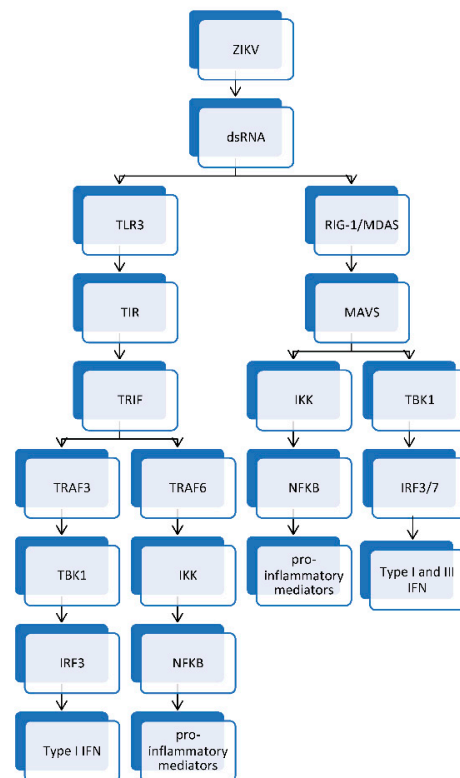 ZIKV
dsRNA
TLR3
RIG-1/MDAS
TIR
MAVS
TRIF
IKK
TBK1
TRAF3
TRAF6
NFKB
IRF3/7
TBK1
IKK
pro-
inflammatory
mediators
Type I and III
IFN
IRF3
NFKB
Type I IFN
pro-
inflammatory
mediators